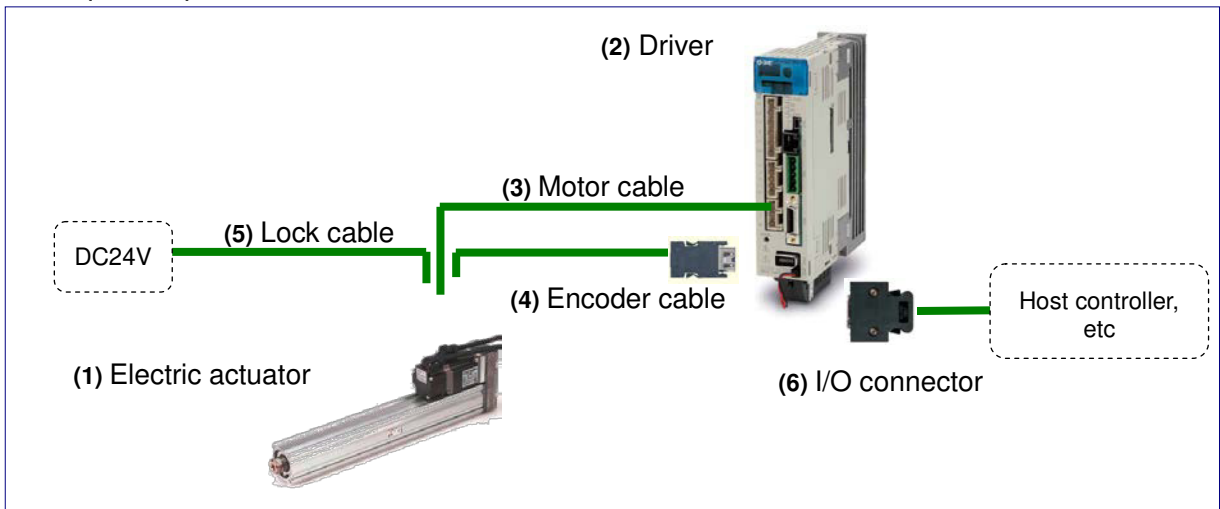 (2) Driver
(3) Motor cable
(5) Lock cable
DC24V
(4) Encoder cable
Host controller,
etc
(1) Electric actuator
(6) I/O connector